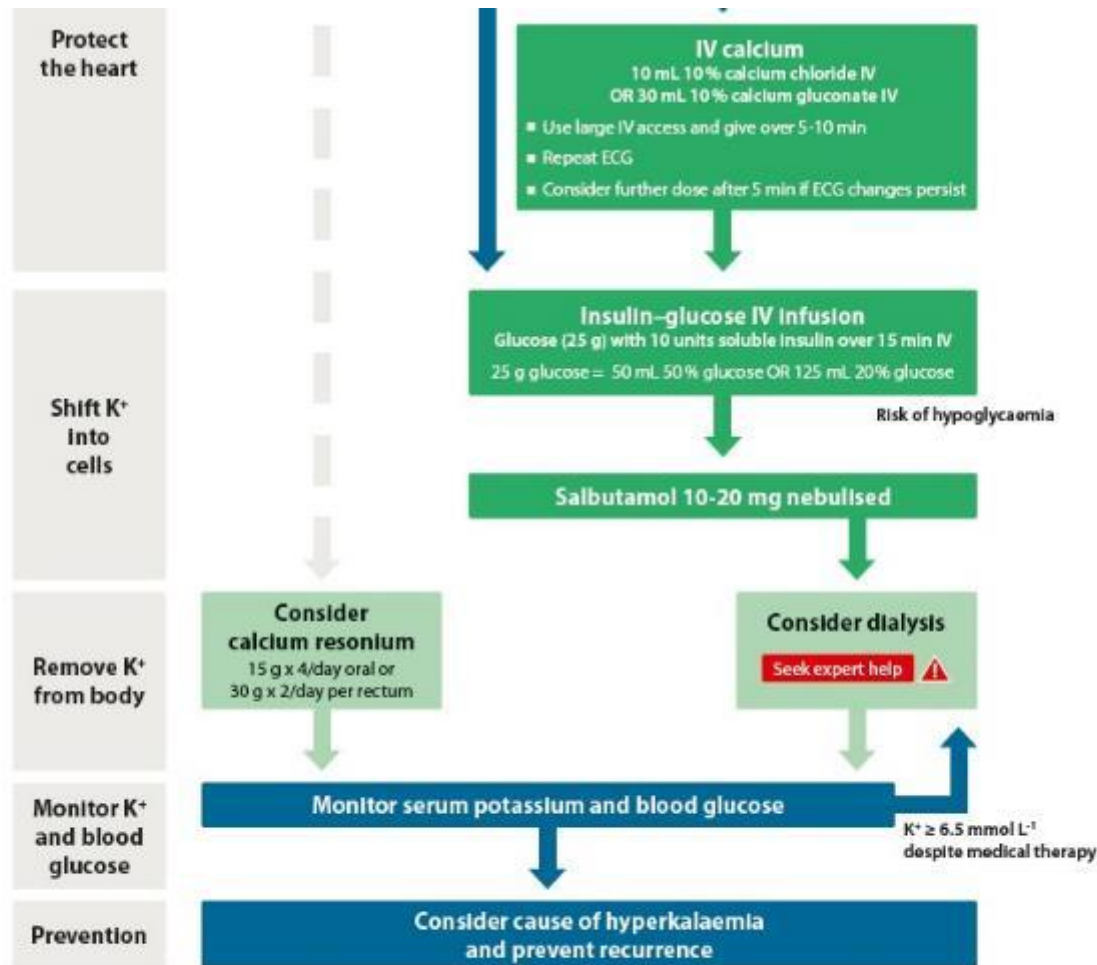 Protect
the heart
IV calcium
10 mL 10% calcium chloride IV
OR 30 mL 10% calcium gluconate IV
▪ Use large IV access and give over 5-10 min
▪ Repeat ECG
▪ Consider further dose after 5 min if ECG changes persist
Shift K⁺
into
cells
Insulin–glucose IV infusion
Glucose (25 g) with 10 units soluble insulin over 15 min IV
25 g glucose = 50 mL 50% glucose OR 125 mL 20% glucose
Risk of hypoglycaemia
Salbutamol 10-20 mg nebulised
Remove K⁺
from body
Consider
calcium resonium
15 g x 4/day oral or
30 g x 2/day per rectum
Consider dialysis
Seek expert help
Monitor K⁺
and blood
glucose
Monitor serum potassium and blood glucose
K⁺ ≥ 6.5 mmol L⁻¹
despite medical therapy
Prevention
Consider cause of hyperkalaemia
and prevent recurrence